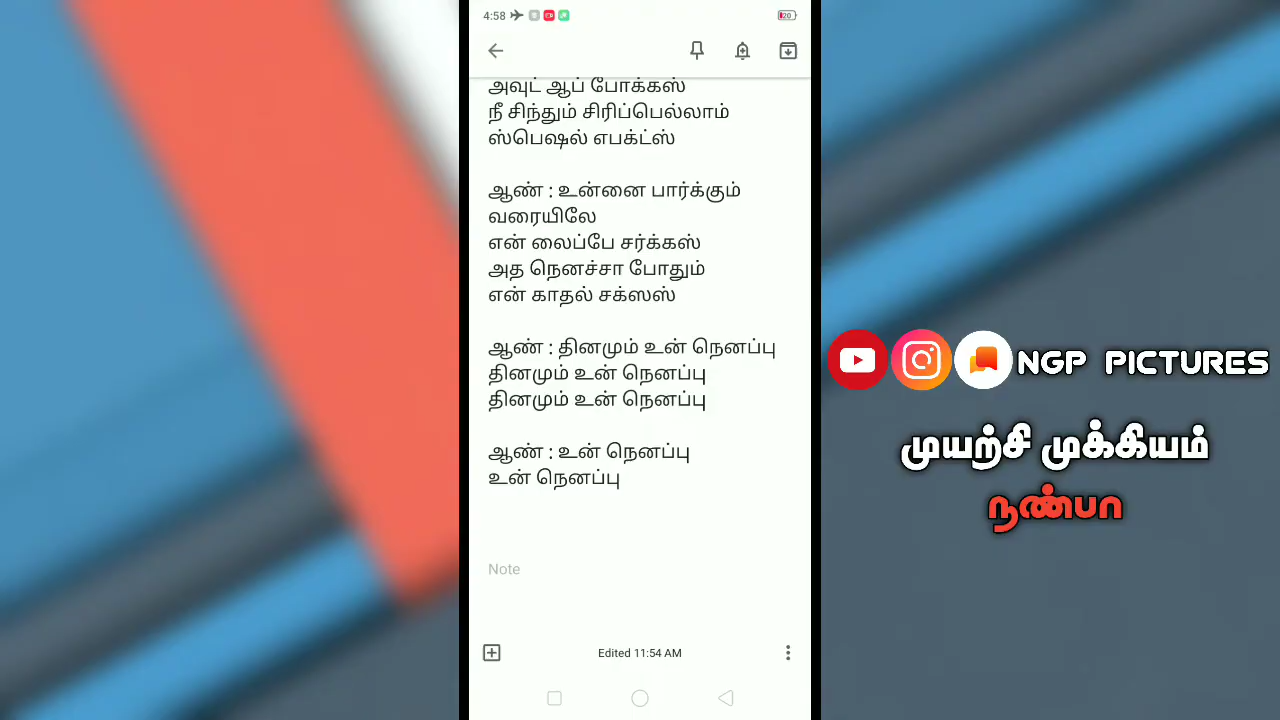 4:58
20
அவுட் ஆப் போக்கஸ்
நீ சிந்தும் சிரிப்பெல்லாம்
ஸ்பெஷல் எபக்ட்ஸ்
ஆண் : உன்னை பார்க்கும்
வரையிலே
என் லைப்பே சர்க்கஸ்
அத நெனச்சா போதும்
என் காதல் சக்ஸஸ்
ஆண் : தினமும் உன் நெனப்பு
தினமும் உன் நெனப்பு
தினமும் உன் நெனப்பு
ஆண் : உன் நெனப்பு
உன் நெனப்பு
Note
Edited 11:54 AM
NGP PICTURES
முயற்சி முக்கியம்
நண்பா